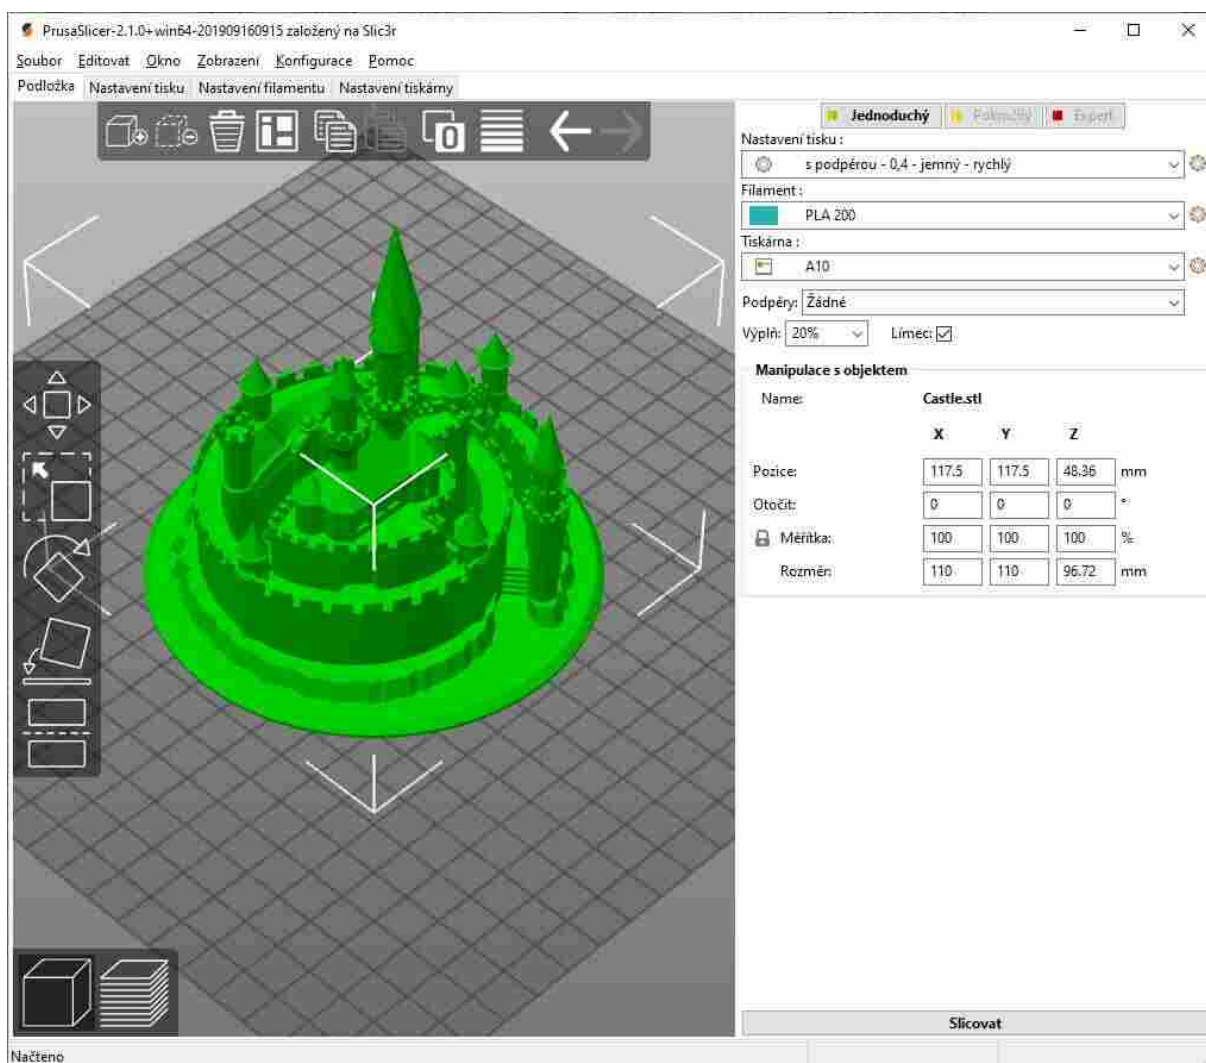 PrusaSlicer-2.1.0+win64-201909160915 založený na Slic3r
Soubor Editovat Okno Zobrazení Konfigurace Pomoc
Podložka Nastavení tisku Nastavení filamentu Nastavení tiskárny
0
Jednoduchý Pokročilý Expert
Nastavení tisku :
s podpérou - 0,4 - jemný - rychlý
Filament :
PLA 200
Tiskárna :
A10
Podpěry: Žádné
Výplň: 20% Límec:
Manipulace s objektem
Name: Castle.stl
X Y Z
Pozice: 117.5 117.5 48.36 mm
Otočit: 0 0 0 °
Měřítka: 100 100 100 %
Rozměr: 110 110 96.72 mm
Slicovat
Načteno